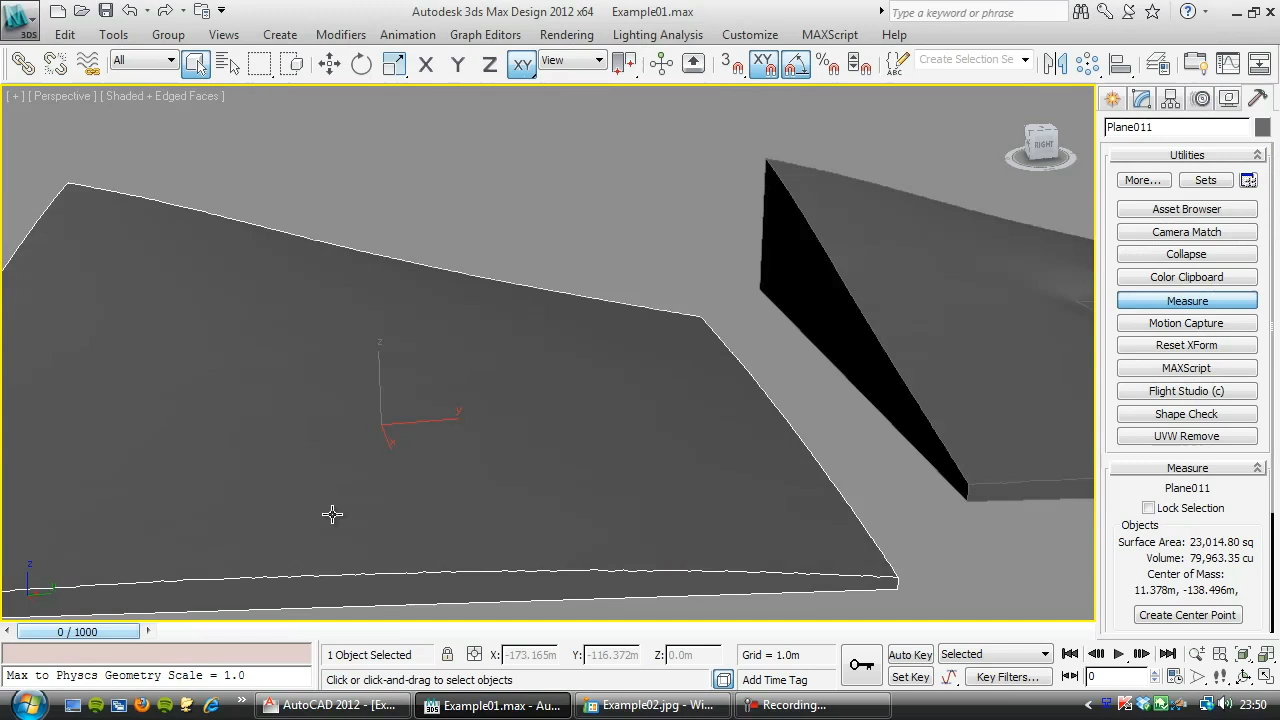 Autodesk 3ds Max Design 2012 x64 Example01.max
Type a keyword or phrase
3DS
Edit Tools Group Views Create Modifiers Animation Graph Editors Rendering Lighting Analysis Customize MAXScript Help
All X Y Z XY View 3 XY % ABC Create Selection Se
[ + ] [ Perspective ] [ Shaded + Edged Faces ]
RIGHT
z
y
x
z
Plane011
Utilities
More... Sets
Asset Browser
Camera Match
Collapse
Color Clipboard
Measure
Motion Capture
Reset XForm
MAXScript
Flight Studio (c)
Shape Check
UVW Remove
Measure
Plane011
Lock Selection
Objects
Surface Area: 23,014.80 sq
Volume: 79,963.35 cu
Center of Mass:
11.378m, -138.496m,
Create Center Point
0 / 1000
1 Object Selected X: -173.165m Y: -116.372m Z: 0.0m Grid = 1.0m Auto Key Selected
Max to Physcs Geometry Scale = 1.0 Click or click-and-drag to select objects Add Time Tag Set Key Key Filters... 0
AutoCAD 2012 - [Ex... Example01.max - Au... Example02.jpg - Wi... Recording... 23:50